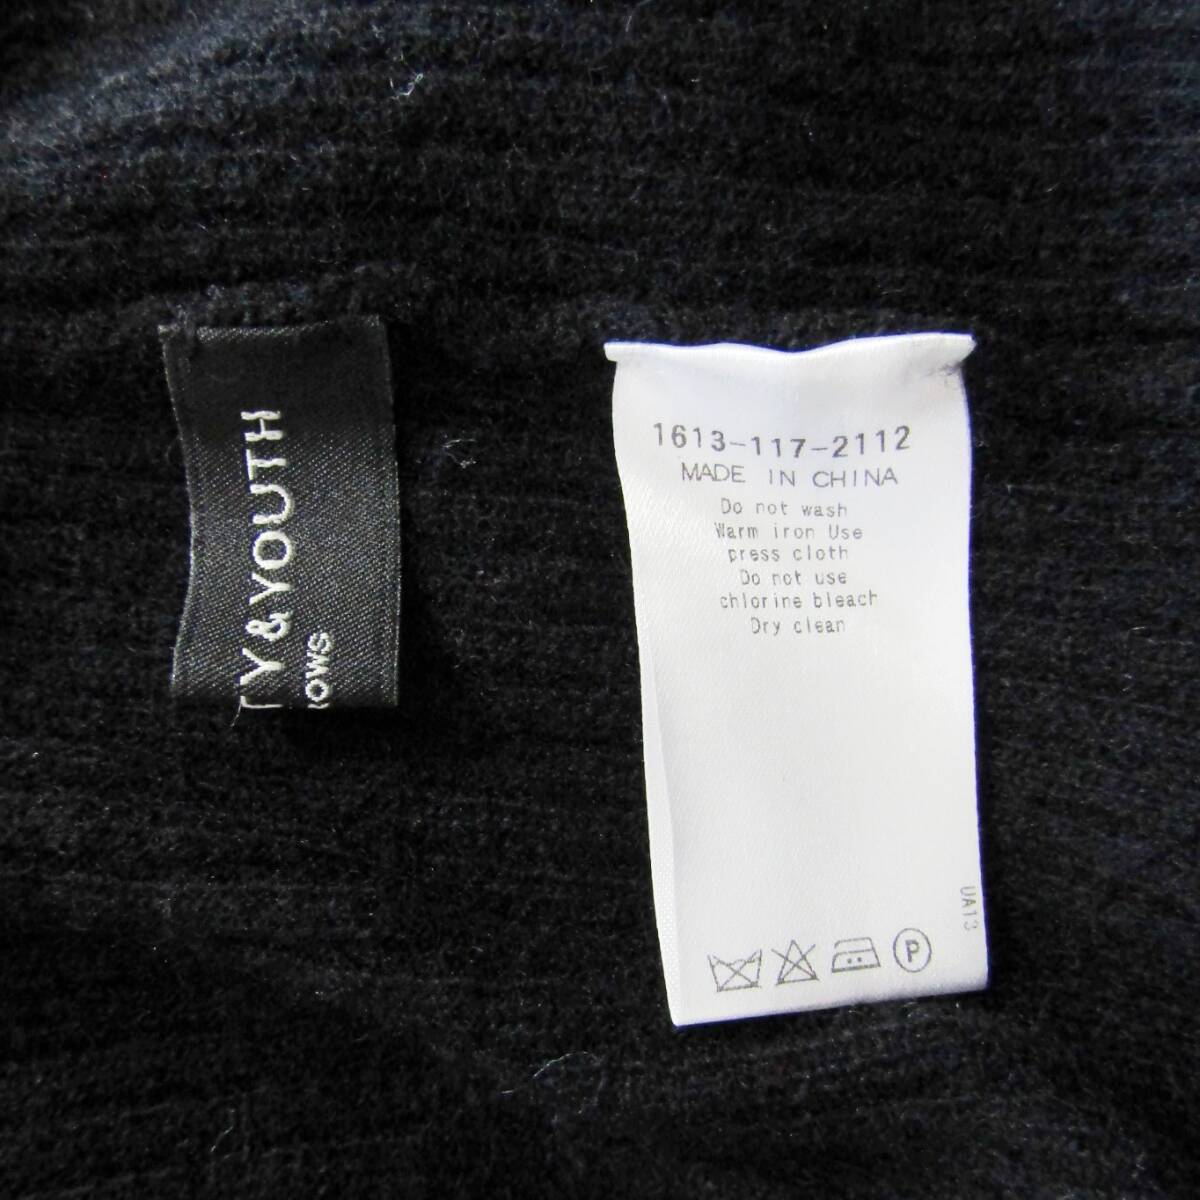 TY&YOUTH
ROWS
1613-117-2112
MADE IN CHINA
Do not wash
Warm iron Use
press cloth
Do not use
chlorine bleach
Dry clean
UA13
P